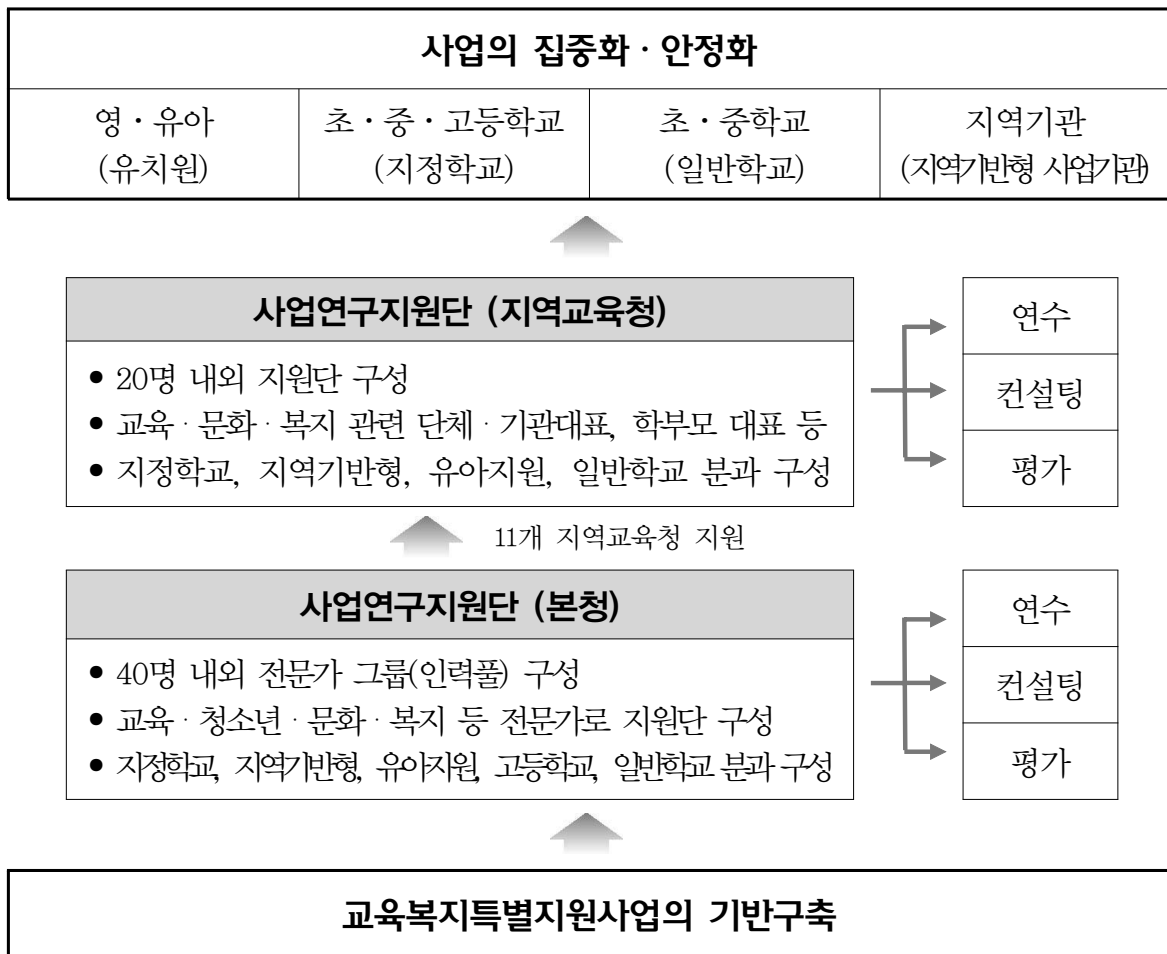 사업의 집중화 · 안정화
영 · 유아
(유치원)
초 · 중 · 고등학교
(지정학교)
초 · 중학교
(일반학교)
지역기관
(지역기반형 사업기관)
사업연구지원단 (지역교육청)
• 20명 내외 지원단 구성
• 교육 · 문화 · 복지 관련 단체 · 기관대표, 학부모 대표 등
• 지정학교, 지역기반형, 유아지원, 일반학교 분과 구성
연수
컨설팅
평가
11개 지역교육청 지원
사업연구지원단 (본청)
• 40명 내외 전문가 그룹(인력풀) 구성
• 교육 · 청소년 · 문화 · 복지 등 전문가로 지원단 구성
• 지정학교, 지역기반형, 유아지원, 고등학교, 일반학교 분과 구성
연수
컨설팅
평가
교육복지특별지원사업의 기반구축